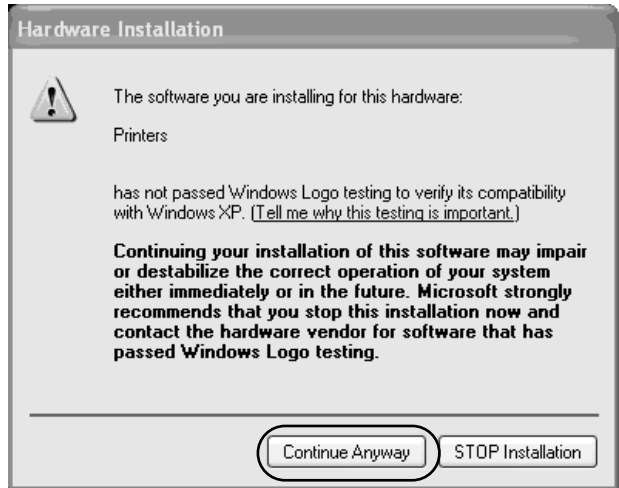 Hardware Installation
The software you are installing for this hardware:
Printers
has not passed Windows Logo testing to verify its compatibility
with Windows XP. (Tell me why this testing is important.)
Continuing your installation of this software may impair
or destabilize the correct operation of your system
either immediately or in the future. Microsoft strongly
recommends that you stop this installation now and
contact the hardware vendor for software that has
passed Windows Logo testing.
Continue Anyway STOP Installation